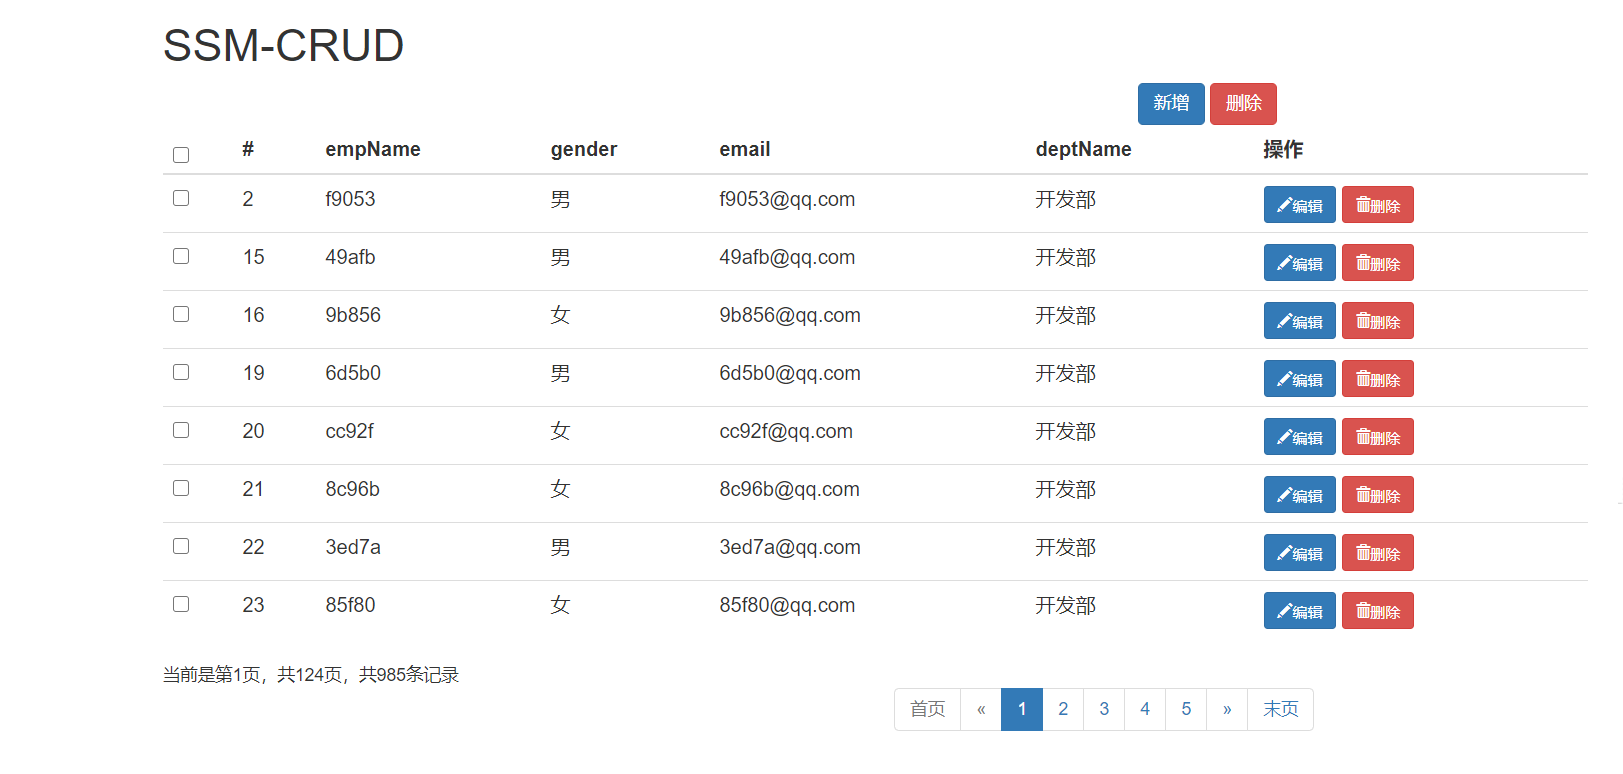 SSM-CRUD
新增 删除
# empName gender email deptName 操作
2 f9053 男 f9053@qq.com 开发部 编辑 删除
15 49afb 男 49afb@qq.com 开发部 编辑 删除
16 9b856 女 9b856@qq.com 开发部 编辑 删除
19 6d5b0 男 6d5b0@qq.com 开发部 编辑 删除
20 cc92f 女 cc92f@qq.com 开发部 编辑 删除
21 8c96b 女 8c96b@qq.com 开发部 编辑 删除
22 3ed7a 男 3ed7a@qq.com 开发部 编辑 删除
23 85f80 女 85f80@qq.com 开发部 编辑 删除
当前是第1页，共124页，共985条记录
首页 « 1 2 3 4 5 » 末页